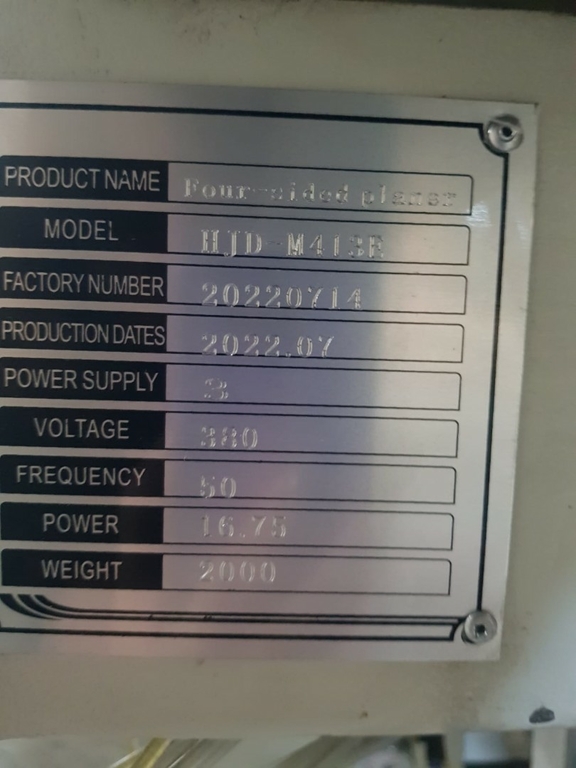 PRODUCT NAME Four-sided planer
MODEL HJD-M413E
FACTORY NUMBER 20220714
PRODUCTION DATES 2022.07
POWER SUPPLY 3
VOLTAGE 380
FREQUENCY 50
POWER 16.75
WEIGHT 2000